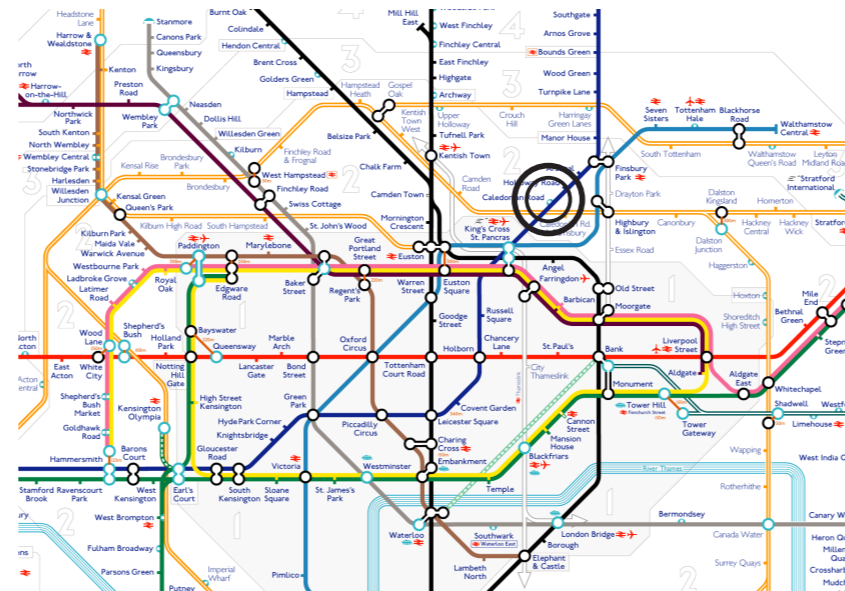 Headstone
Lane
Harrow &
Wealdstone
Stanmore
Canons Park
Queensbury
Kingsbury
Burnt Oak
Colindale
Hendon Central
Brent Cross
Golders Green
Hampstead
Mill Hill
East
West Finchley
Finchley Central
East Finchley
Highgate
Archway
Southgate
Arnos Grove
Bounds Green
Wood Green
Turnpike Lane
Manor House
Harrow-
on-the-Hill
Kenton
Preston
Road
Northwick
Park
South Kenton
North Wembley
Wembley Central
Stonebridge Park
Harlesden
Willesden
Junction
Wembley
Park
Neasden
Dollis Hill
Willesden Green
Kilburn
West Hampstead
Finchley Road
Swiss Cottage
Finchley Road
& Frognal
Hampstead
Heath
Gospel
Oak
Kentish
Town West
Upper
Holloway
Crouch
Hill
Harringay
Green Lanes
Seven
Sisters
Tottenham
Hale
Blackhorse
Road
Walthamstow
Central
South Tottenham
Walthamstow
Queen's Road
Leyton
Midland Road
Stratford
International
Belsize Park
Chalk Farm
Camden Town
Mornington
Crescent
Tufnell Park
Kentish Town
Camden
Road
Holloway Road
Caledonian Road
Finsbury
Park
Drayton Park
Highbury
& Islington
Canonbury
Dalston
Kingsland
Homerton
Hackney
Central
Hackney
Wick
Dalston
Junction
Essex Road
Haggerston
Hoxton
Shoreditch
High Street
Kensal Rise
Brondesbury
Park
Brondesbury
Kensal Green
Queen's Park
Kilburn High Road
South Hampstead
St. John's Wood
Kilburn Park
Maida Vale
Warwick Avenue
Westbourne Park
Ladbroke Grove
Latimer
Road
Royal
Oak
Paddington
Marylebone
Edgware
Road
Baker
Street
Great
Portland
Street
Regent's
Park
Euston
King's Cross
St. Pancras
Warren
Street
Euston
Square
Angel
Farringdon
Barbican
Old Street
Moorgate
Liverpool
Street
Mile
End
Bethnal
Green
Goodge
Street
Russell
Square
Wood
Lane
Shepherd's
Bush
Holland
Park
Bayswater
Queensway
Marble
Arch
Oxford
Circus
Holborn
Chancery
Lane
St. Paul's
Bank
East
Acton
White
City
Notting
Hill
Gate
Lancaster
Gate
Bond
Street
Tottenham
Court Road
City
Thameslink
Thameslink
Aldgate
Aldgate
East
Whitechapel
Monument
Tower Hill
Fenchurch Street
Tower
Gateway
Shadwell
Limehouse
Shepherd's
Bush
Market
Goldhawk
Road
Hammersmith
Kensington
Olympia
High Street
Kensington
Hyde Park Corner
Knightsbridge
Green
Park
Piccadilly
Circus
Covent Garden
Leicester Square
Charing
Cross
Embankment
Cannon
Street
Mansion
House
Blackfriars
Temple
Wapping
Rotherhithe
River Thames
Barons
Court
Gloucester
Road
Victoria
Westminster
Stamford
Brook
Ravenscourt
Park
West
Kensington
Earl's
Court
South
Kensington
Sloane
Square
St. James's
Park
West Brompton
Fulham Broadway
Parsons Green
Putney
Imperial
Wharf
Pimlico
Waterloo
Southwark
Waterloo East
Lambeth
North
London Bridge
Borough
Elephant
& Castle
Bermondsey
Canada Water
Surrey Quays